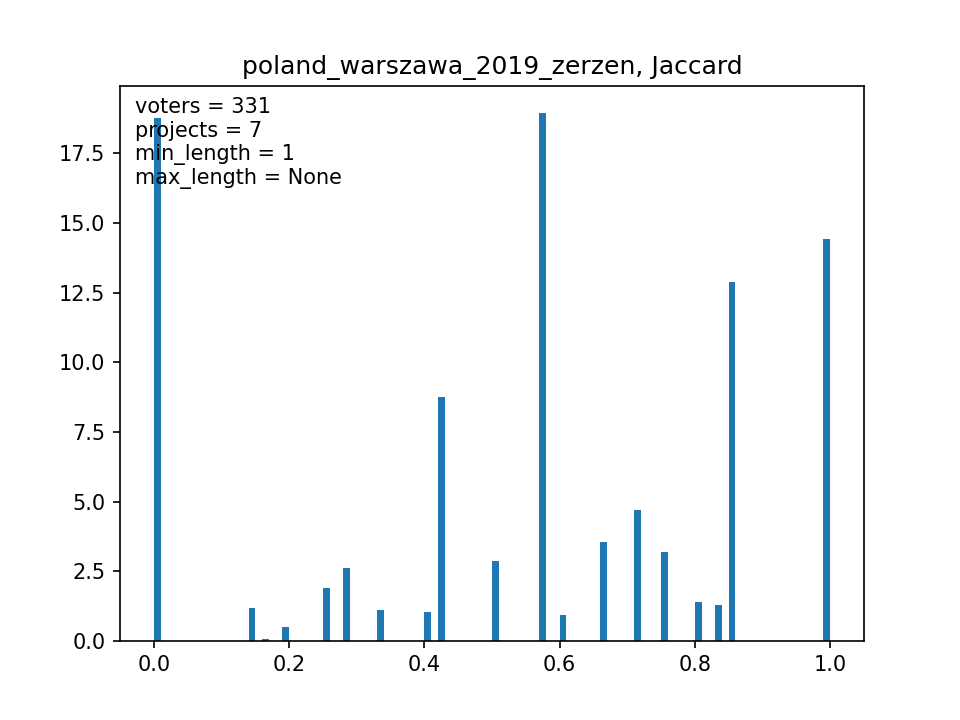 poland_warszawa_2019_zerzen, Jaccard
voters = 331
projects = 7
min_length = 1
max_length = None
17.5
15.0
12.5
10.0
7.5
5.0
2.5
0.0
0.0 0.2 0.4 0.6 0.8 1.0